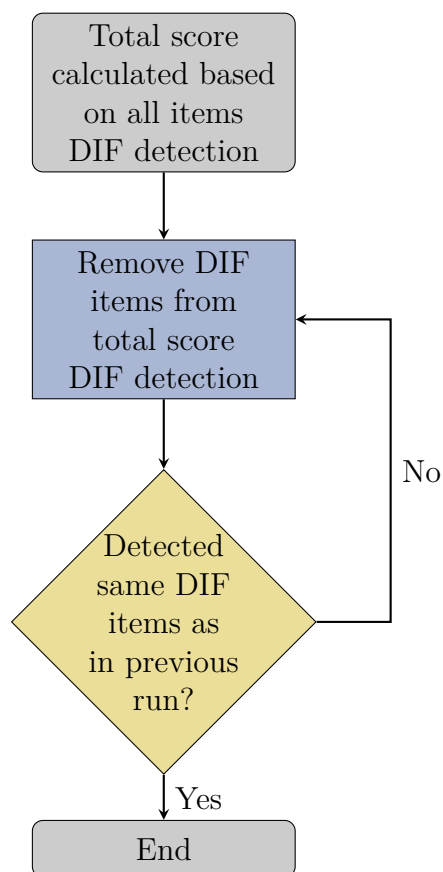 Total score
calculated based
on all items
DIF detection
Remove DIF
items from
total score
DIF detection
No
Detected
same DIF
items as
in previous
run?
Yes
End